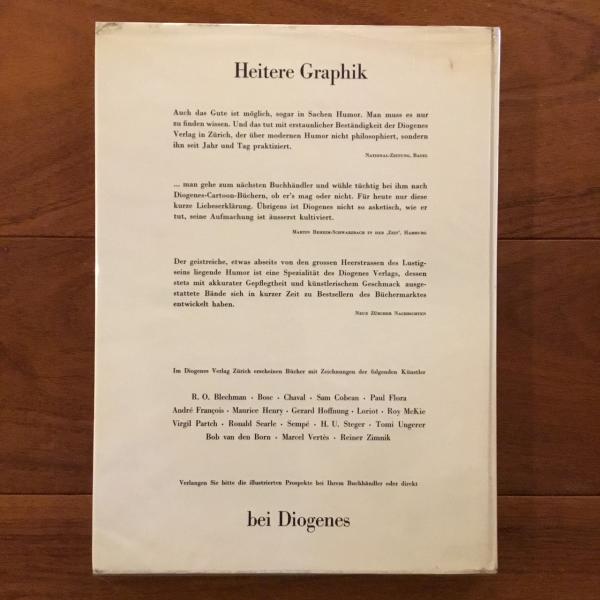 Heitere Graphik
Auch das Gute ist möglich, sogar in Sachen Humor. Man muss es nur
zu finden wissen. Und das tut mit erstaunlicher Beständigkeit der Diogenes
Verlag in Zürich, der über modernen Humor nicht philosophiert, sondern
ihn seit Jahr und Tag praktiziert.
National-Zeitung, Basel
... man gehe zum nächsten Buchhändler und wühle tüchtig bei ihm nach
Diogenes-Cartoon-Büchern, ob er's mag oder nicht. Für heute nur diese
kurze Liebeserklärung. Übrigens ist Diogenes nicht so asketisch, wie er
tut, seine Aufmachung ist äusserst kultiviert.
Martin Beheim-Schwarzbach in der ‚Zeit', Hamburg
Der geistreiche, etwas abseits von den grossen Heerstrassen des Lustig-
seins liegende Humor ist eine Spezialität des Diogenes Verlags, dessen
stets mit akkurater Gepflegtheit und künstlerischem Geschmack ausge-
stattete Bände sich in kurzer Zeit zu Bestsellern des Büchermarktes
entwickelt haben.
Neue Zürcher Nachrichten
Im Diogenes Verlag Zürich erscheinen Bücher mit Zeichnungen der folgenden Künstler
R. O. Blechman · Bosc · Chaval · Sam Cobean · Paul Flora
André François · Maurice Henry · Gerard Hoffnung · Loriot · Roy McKie
Virgil Partch · Ronald Searle · Sempé · H. U. Steger · Tomi Ungerer
Bob van den Born · Marcel Vertès · Reiner Zimnik
Verlangen Sie bitte die illustrierten Prospekte bei Ihrem Buchhändler oder direkt
bei Diogenes